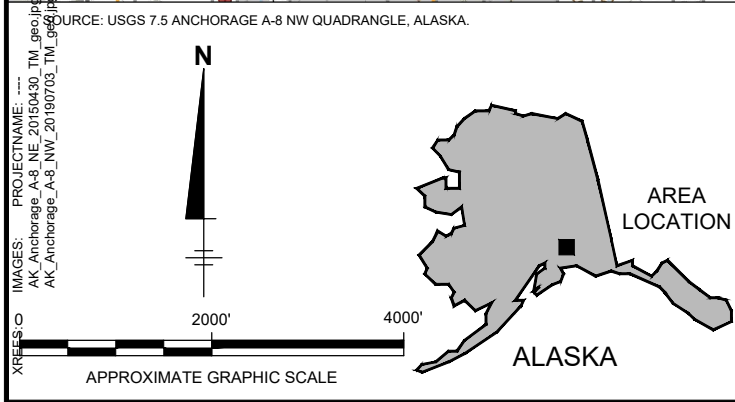 SOURCE: USGS 7.5 ANCHORAGE A-8 NW QUADRANGLE, ALASKA.
XREFS:
IMAGES:
PROJECTNAME: ----
AK_Anchorage_A-8_NE_20150430_TM_geo.jpg
AK_Anchorage_A-8_NW_20190703_TM_geo.jpg
N
AREA
LOCATION
0
2000'
4000'
APPROXIMATE GRAPHIC SCALE
ALASKA